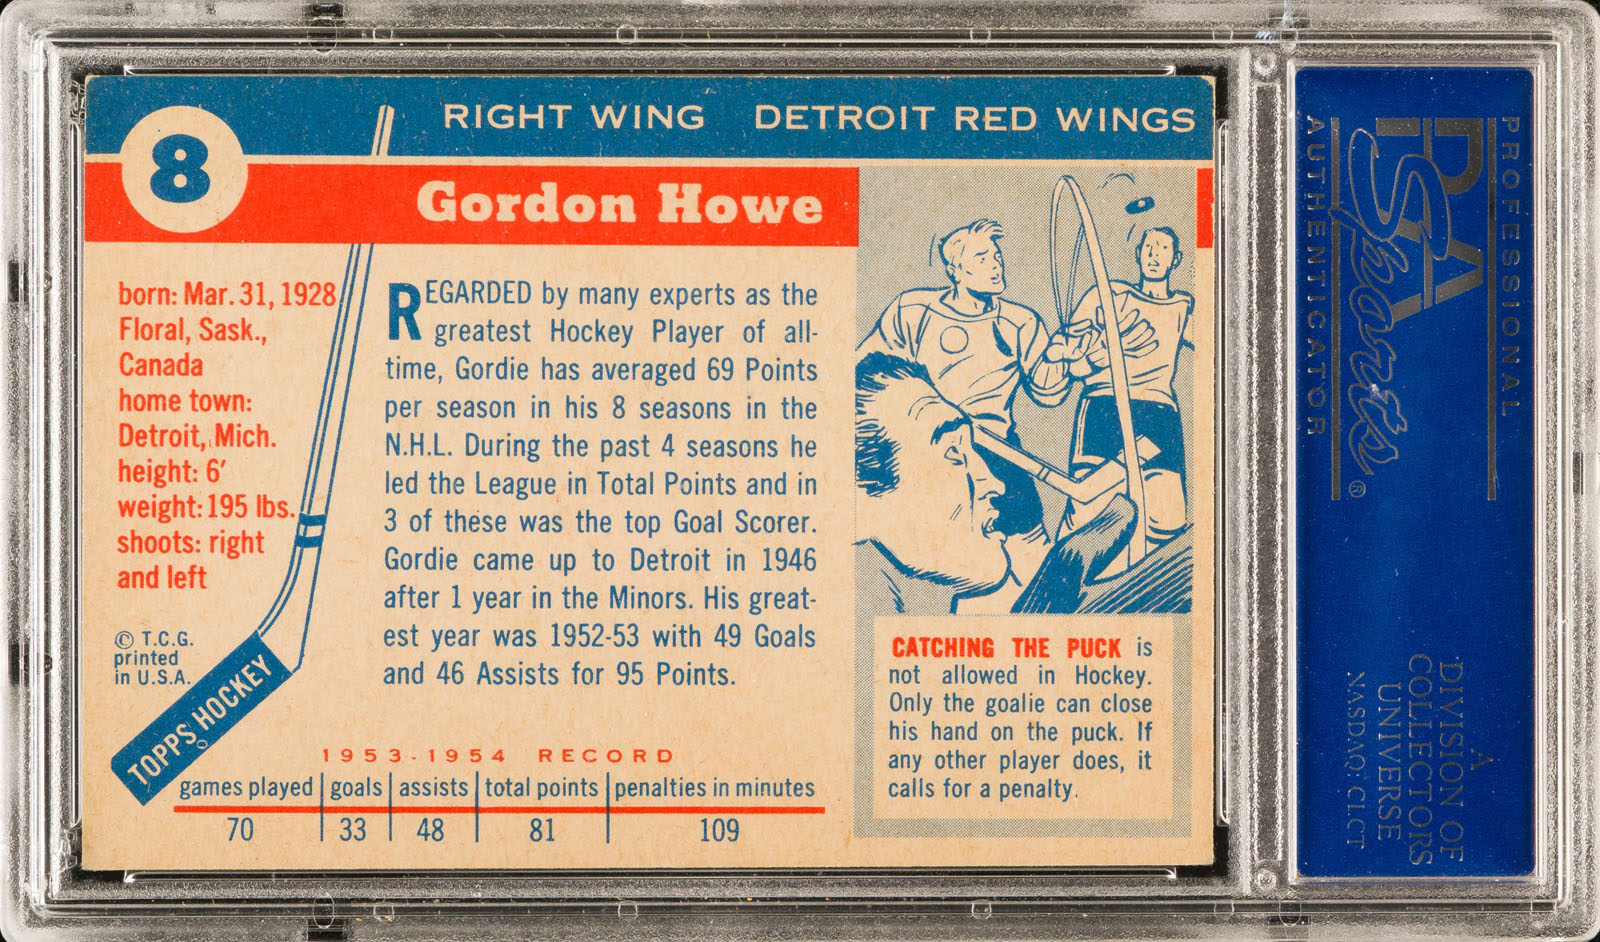 8
RIGHT WING DETROIT RED WINGS
Gordon Howe
born: Mar. 31, 1928
Floral, Sask.,
Canada
home town:
Detroit, Mich.
height: 6'
weight: 195 lbs.
shoots: right
and left
© T.C.G.
printed
in U.S.A.
TOPPS HOCKEY
REGARDED by many experts as the
greatest Hockey Player of all-
time, Gordie has averaged 69 Points
per season in his 8 seasons in the
N.H.L. During the past 4 seasons he
led the League in Total Points and in
3 of these was the top Goal Scorer.
Gordie came up to Detroit in 1946
after 1 year in the Minors. His great-
est year was 1952-53 with 49 Goals
and 46 Assists for 95 Points.
1953-1954 RECORD
games played goals assists total points penalties in minutes
70 33 48 81 109
CATCHING THE PUCK is
not allowed in Hockey.
Only the goalie can close
his hand on the puck. If
any other player does, it
calls for a penalty.
PROFESSIONAL
PSA
Sports®
AUTHENTICATOR
A
DIVISION OF
COLLECTORS
UNIVERSE
NASDAQ: CLCT